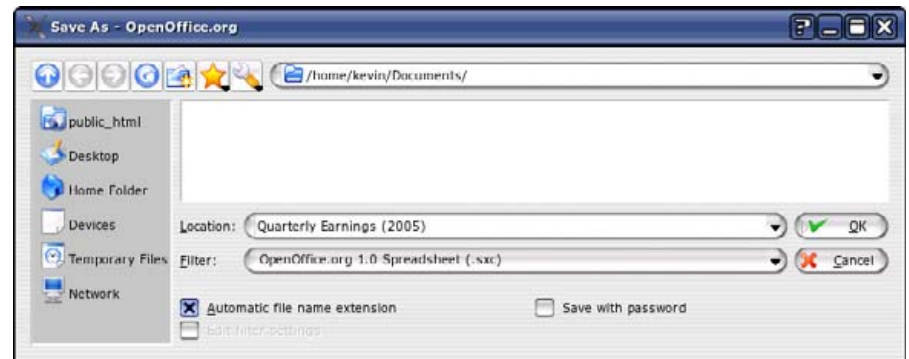 Save As - OpenOffice.org
/home/kevin/Documents/
public_html
Desktop
Home Folder
Devices
Temporary Files
Network
Location: Quarterly Earnings (2005) OK
Filter: OpenOffice.org 1.0 Spreadsheet (.sxc) Cancel
Automatic file name extension Save with password
Edit filter settings